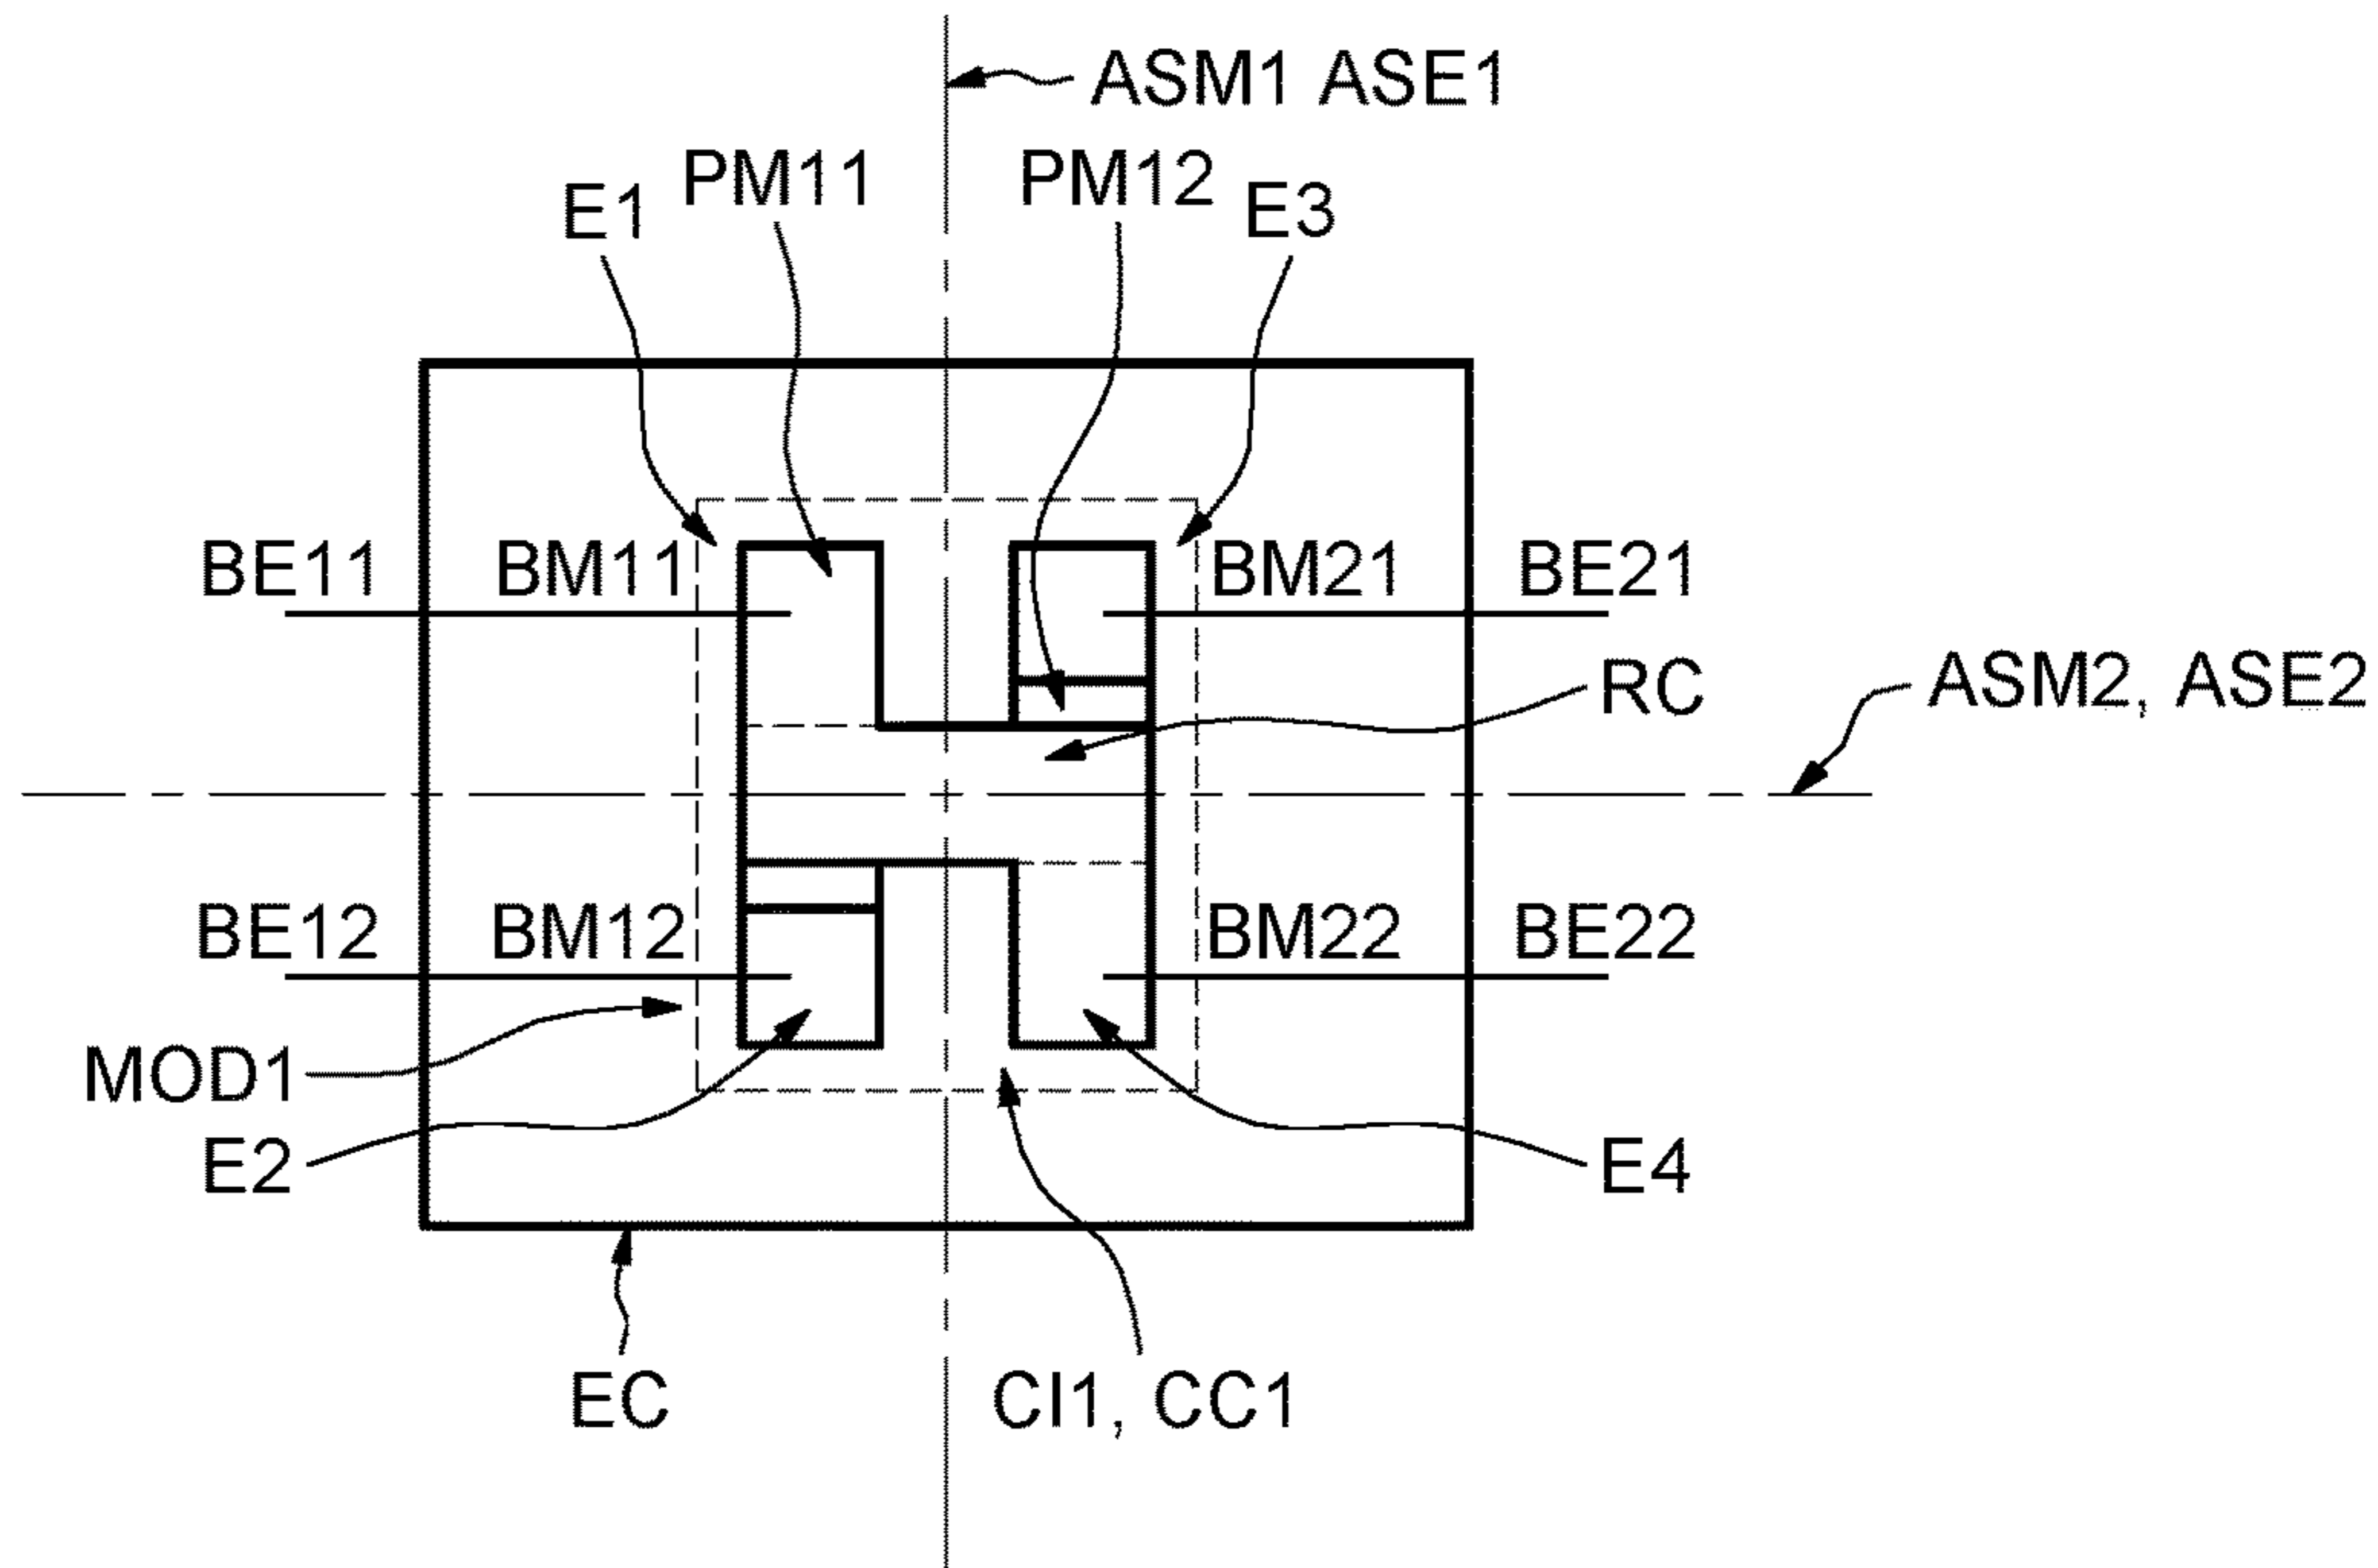 ASM1 ASE1
PM11 PM12
E1 E3
BE11 BM11 BM21 BE21
RC ASM2, ASE2
BE12 BM12 BM22 BE22
MOD1
E2 E4
EC CI1, CC1